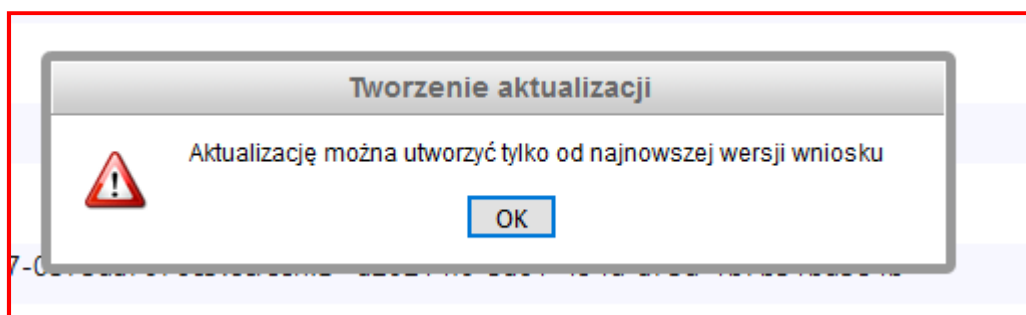 Tworzenie aktualizacji
Aktualizację można utworzyć tylko od najnowszej wersji wniosku
OK